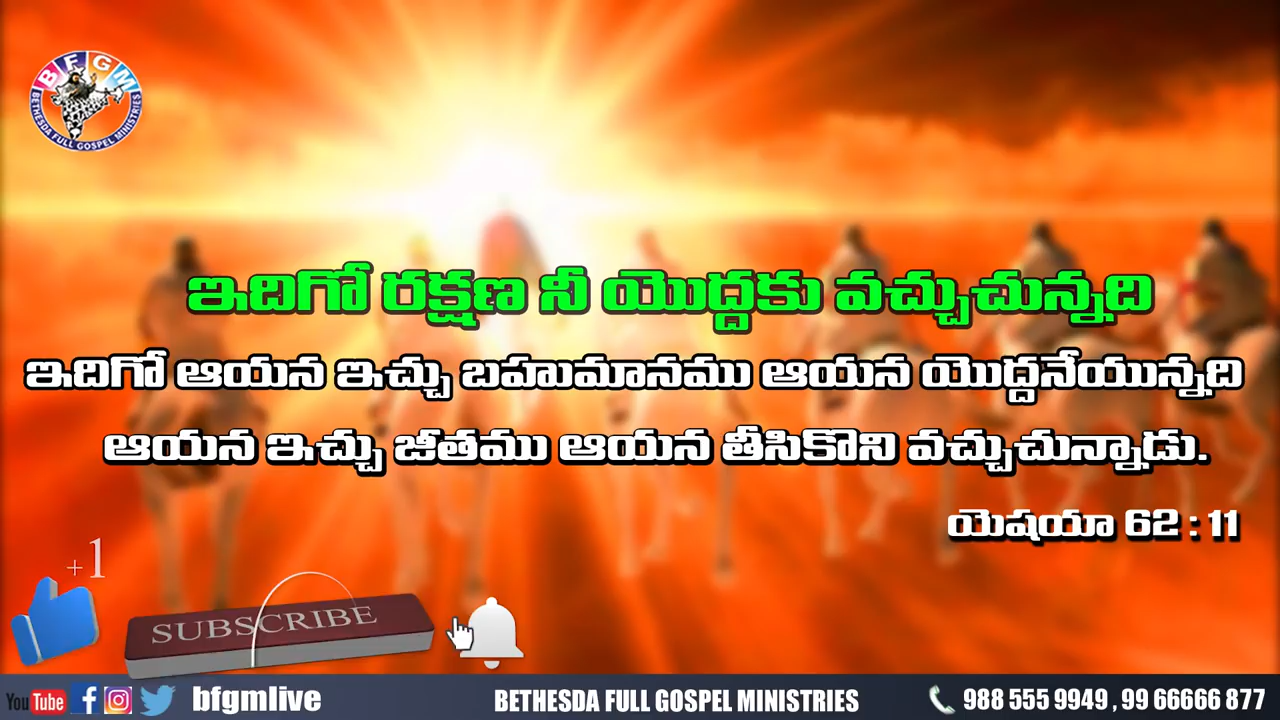 BFGM
BETHESDA FULL GOSPEL MINISTRIES
ఇదిగో రక్షణ నీ యొద్దకు వచ్చుచున్నది
ఇదిగో ఆయన ఇచ్చు బహుమానము ఆయన యొద్దనేయున్నది
ఆయన ఇచ్చు జీతము ఆయన తీసికొని వచ్చుచున్నాడు.
యెషయా 62 : 11
+1
SUBSCRIBE
YouTube f bfgmlive BETHESDA FULL GOSPEL MINISTRIES 988 555 9949 , 99 66666 877